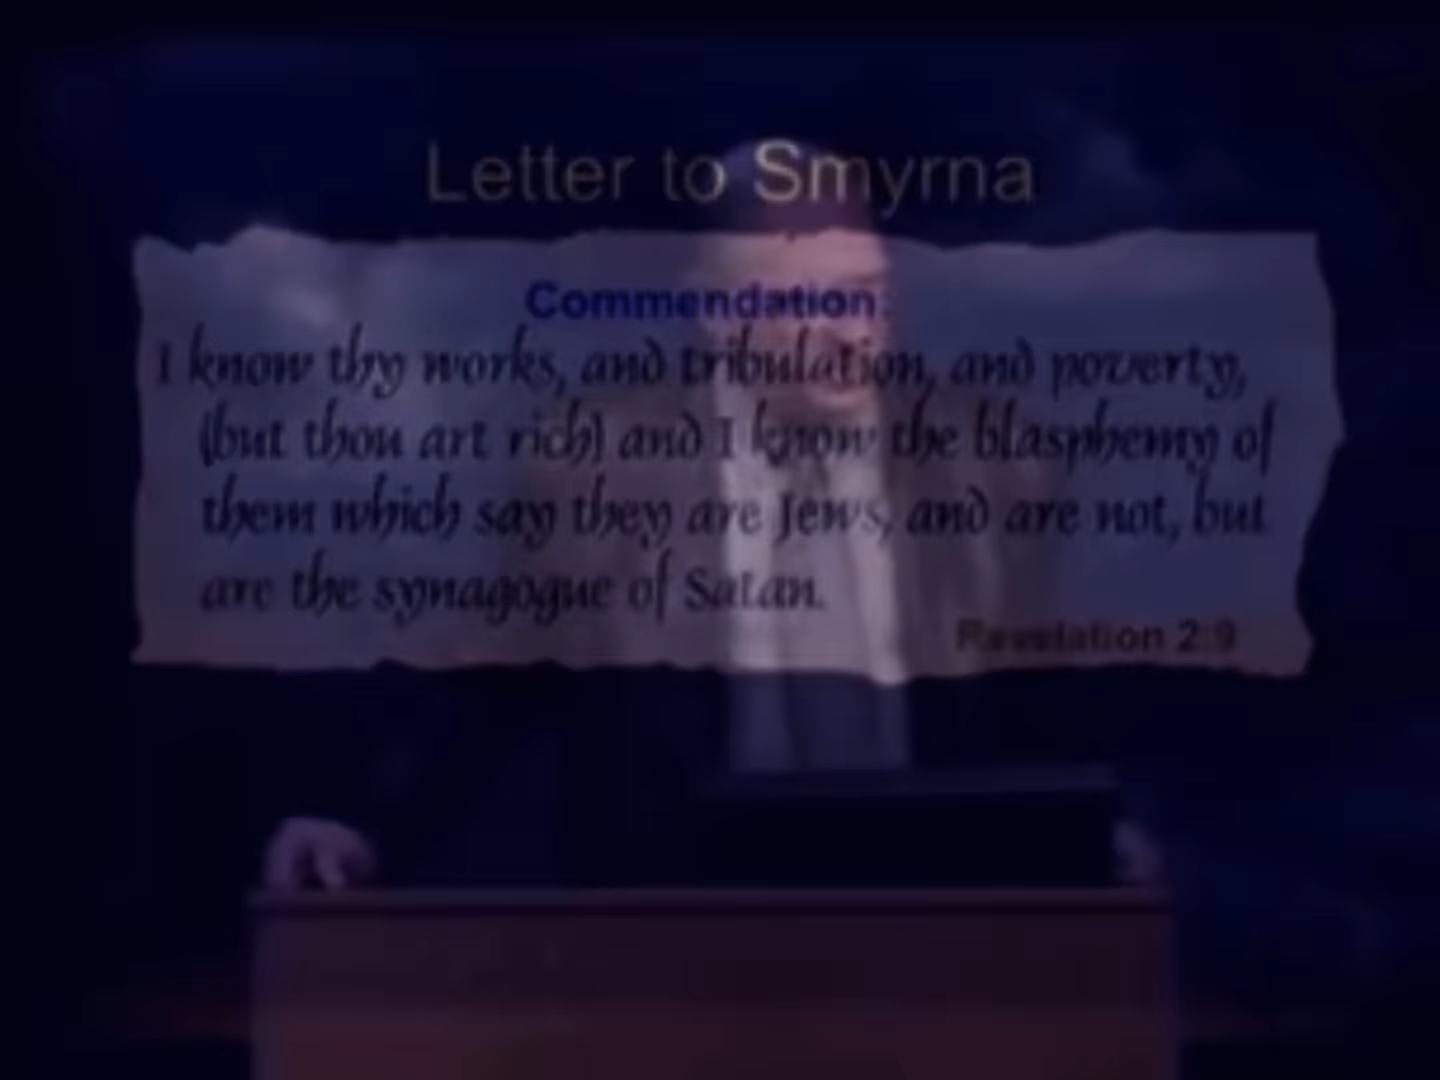 Letter to Smyrna
Commendation:
I know thy works, and tribulation, and poverty,
(but thou art rich) and I know the blasphemy of
them which say they are Jews, and are not, but
are the synagogue of Satan.
Revelation 2:9